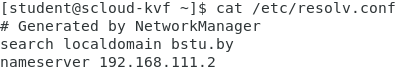 [student@scloud-kvf ~]$ cat /etc/resolv.conf
# Generated by NetworkManager
search localdomain bstu.by
nameserver 192.168.111.2